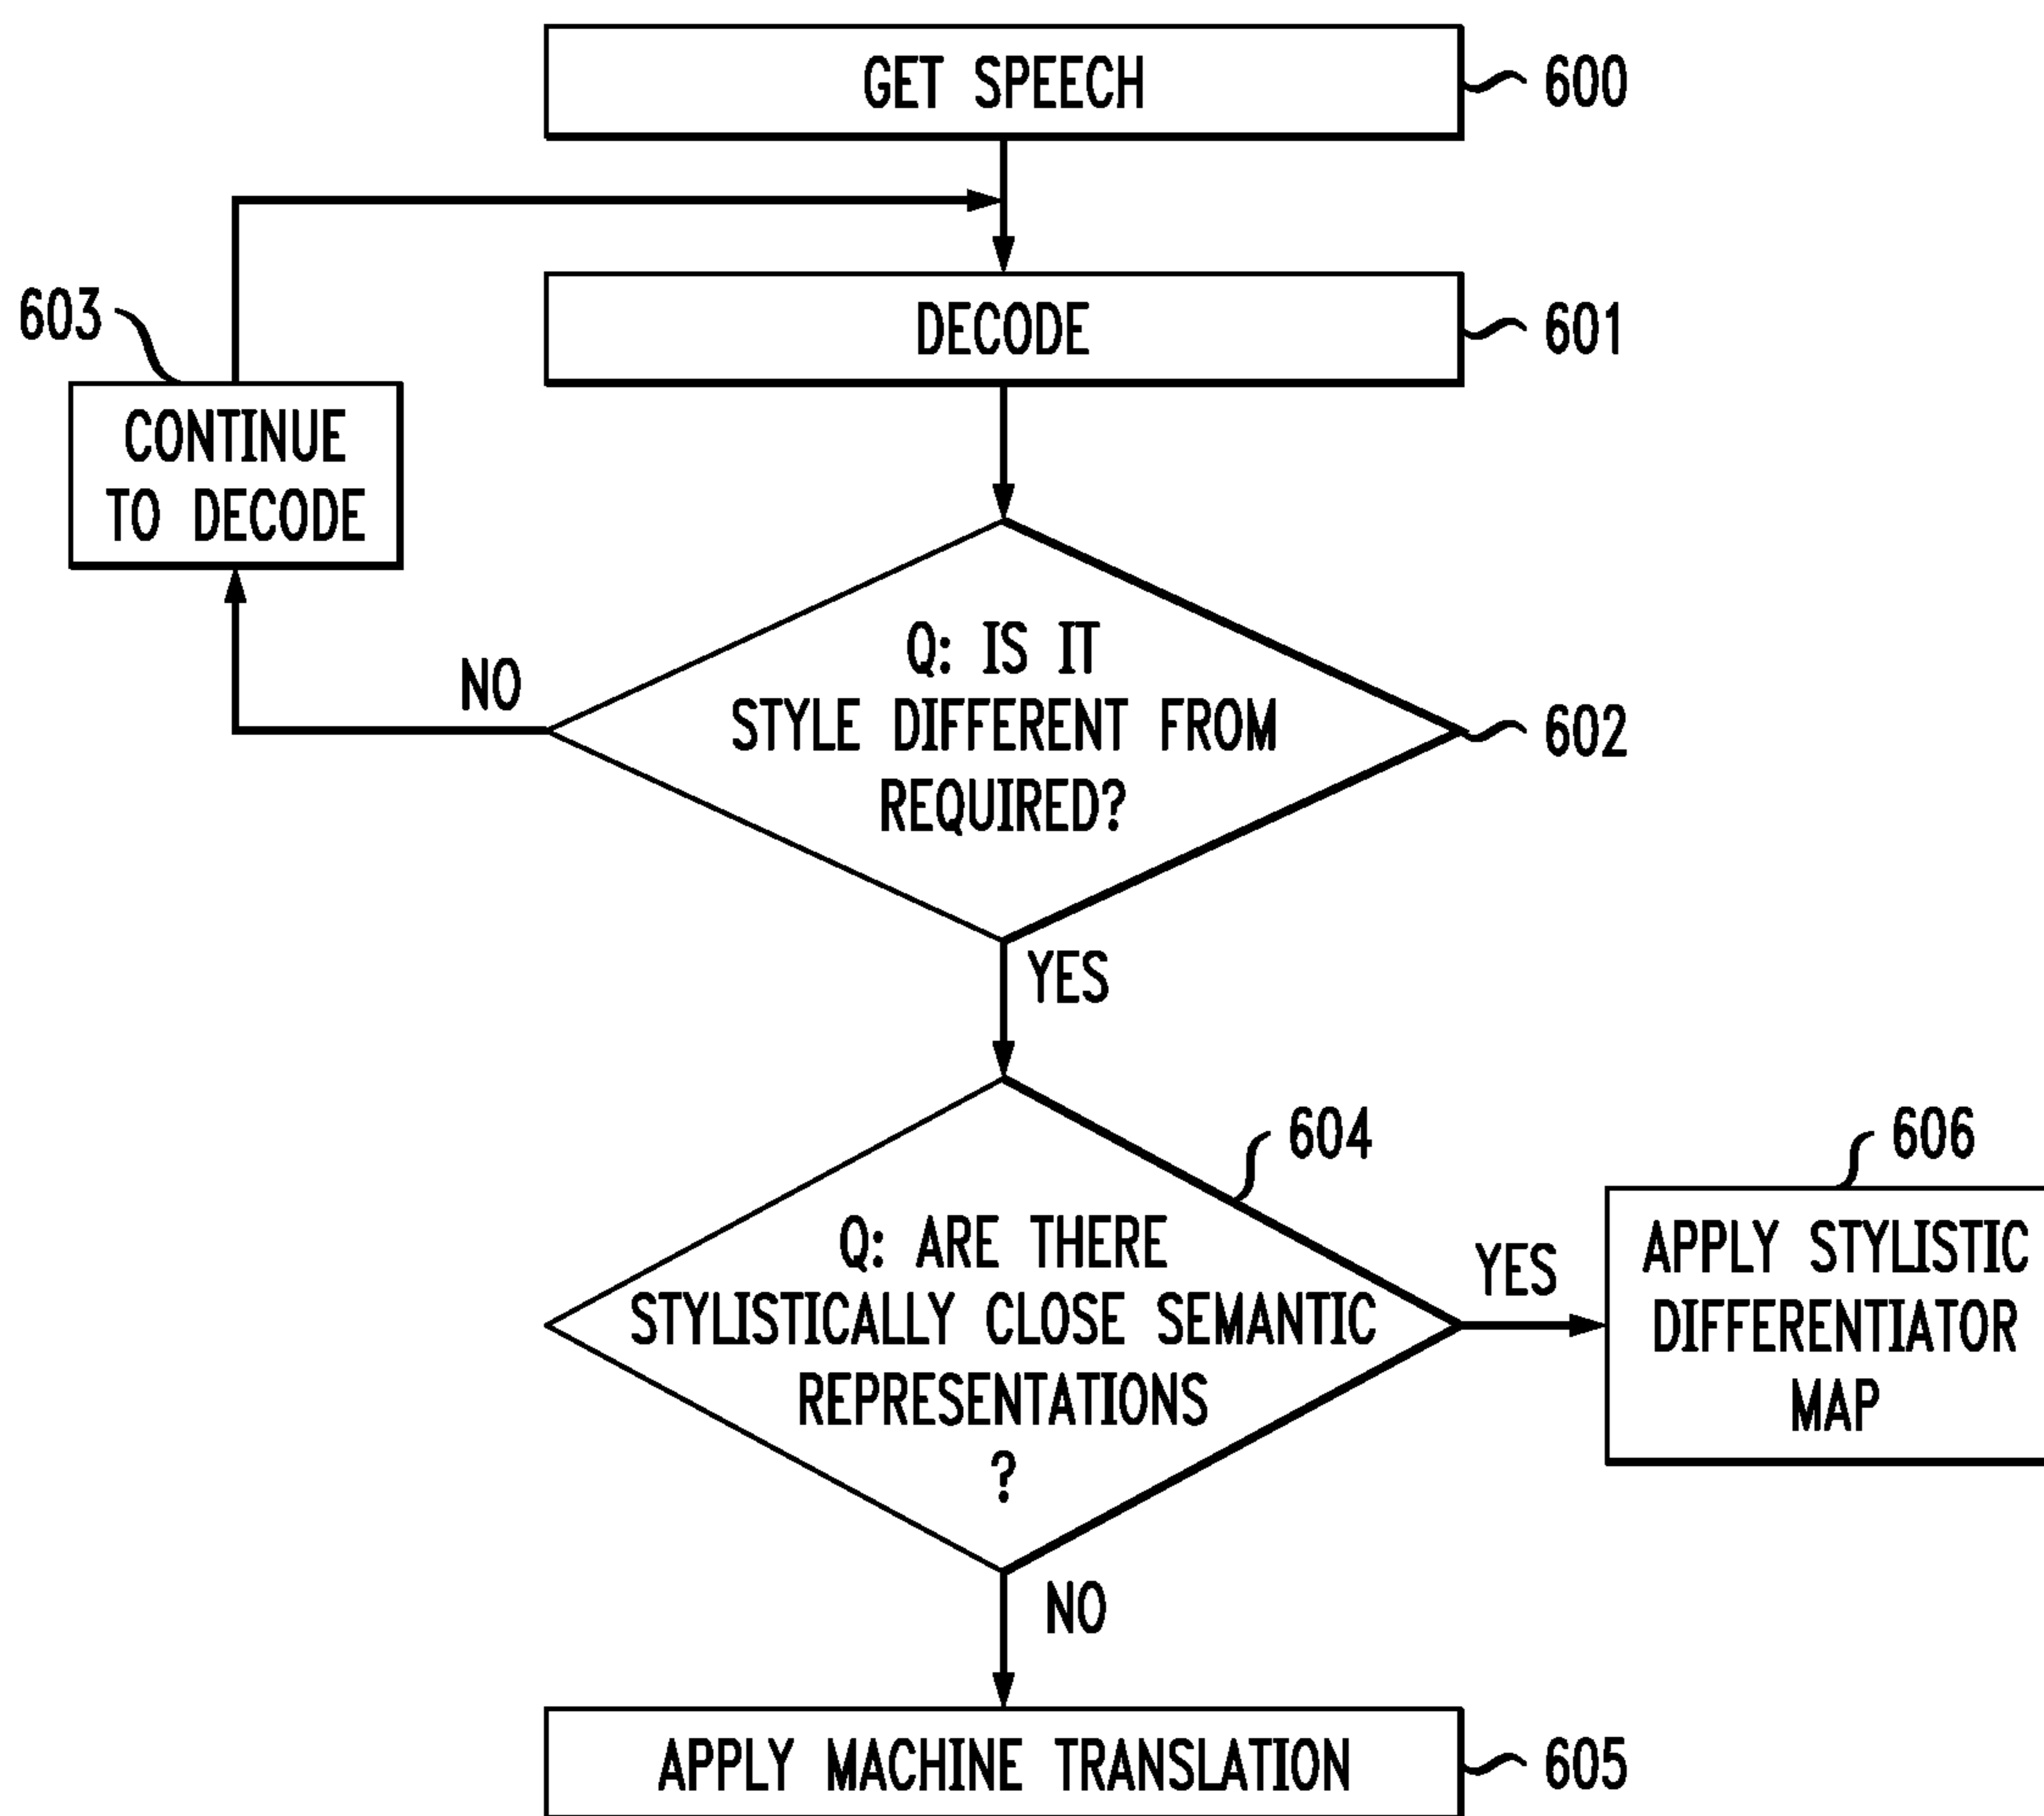 GET SPEECH
600
DECODE
601
603
CONTINUE
TO DECODE
Q: IS IT
STYLE DIFFERENT FROM
REQUIRED?
602
NO
YES
604
Q: ARE THERE
STYLISTICALLY CLOSE SEMANTIC
REPRESENTATIONS
?
YES
606
APPLY STYLISTIC
DIFFERENTIATOR
MAP
NO
APPLY MACHINE TRANSLATION
605